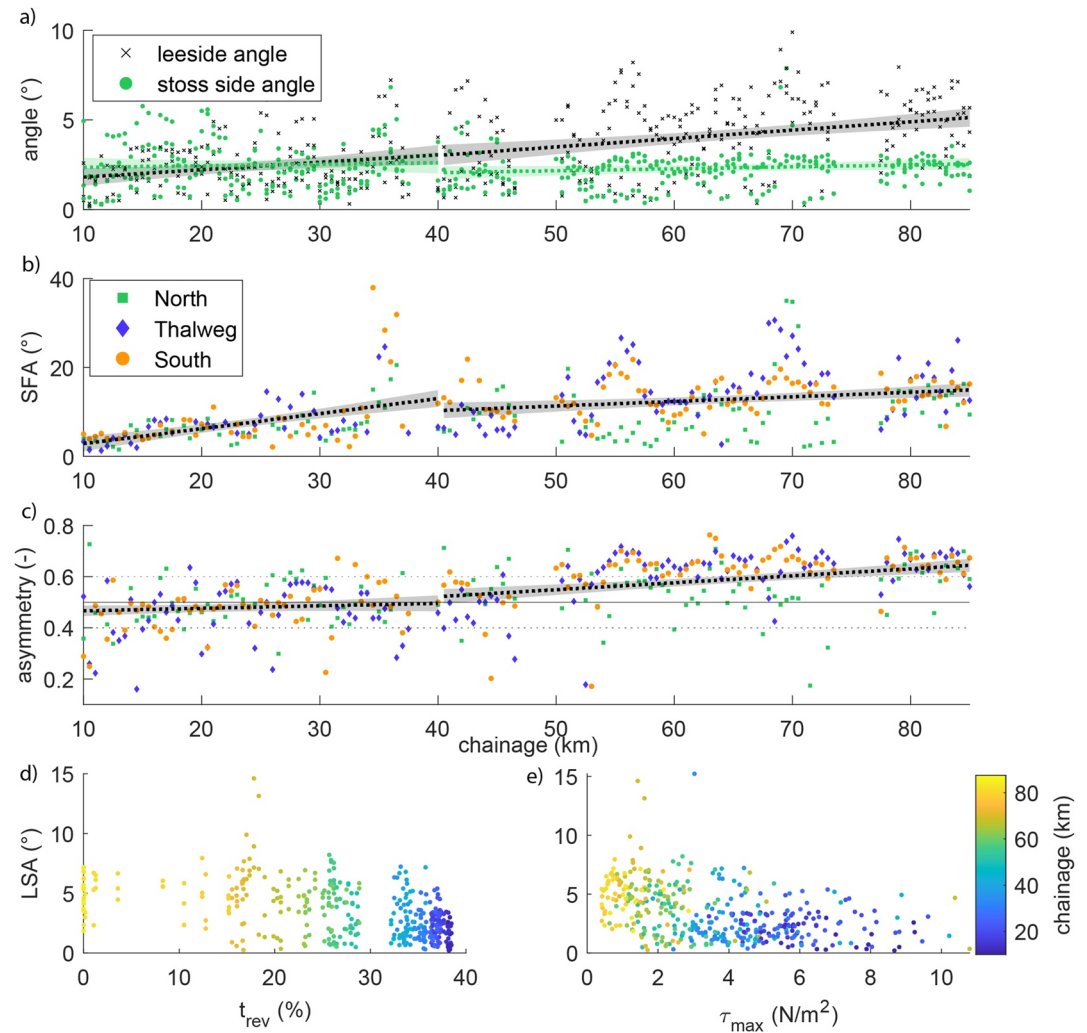 a)
10
5
0
angle (°)
leeside angle
stoss side angle
10 20 30 40 50 60 70 80
b)
40
20
0
SFA (°)
North
Thalweg
South
10 20 30 40 50 60 70 80
c)
0.8
0.6
0.4
0.2
asymmetry (-)
10 20 30 40 50 60 70 80
chainage (km)
d)
15
10
5
0
LSA (°)
0 10 20 30 40
t_rev (%)
e)
15
10
5
0
0 2 4 6 8 10
τ_max (N/m²)
80
60
40
20
chainage (km)